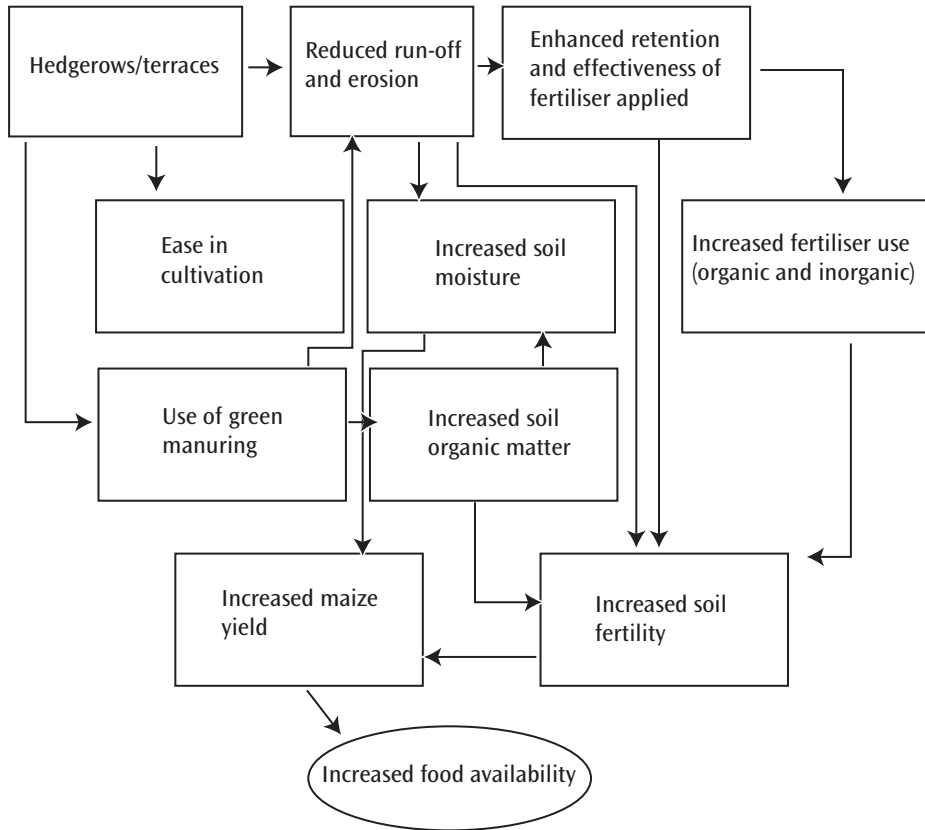 Hedgerows/terraces
Reduced run-off
and erosion
Enhanced retention
and effectiveness of
fertiliser applied
Ease in
cultivation
Increased soil
moisture
Increased fertiliser use
(organic and inorganic)
Use of green
manuring
Increased soil
organic matter
Increased maize
yield
Increased soil
fertility
Increased food availability